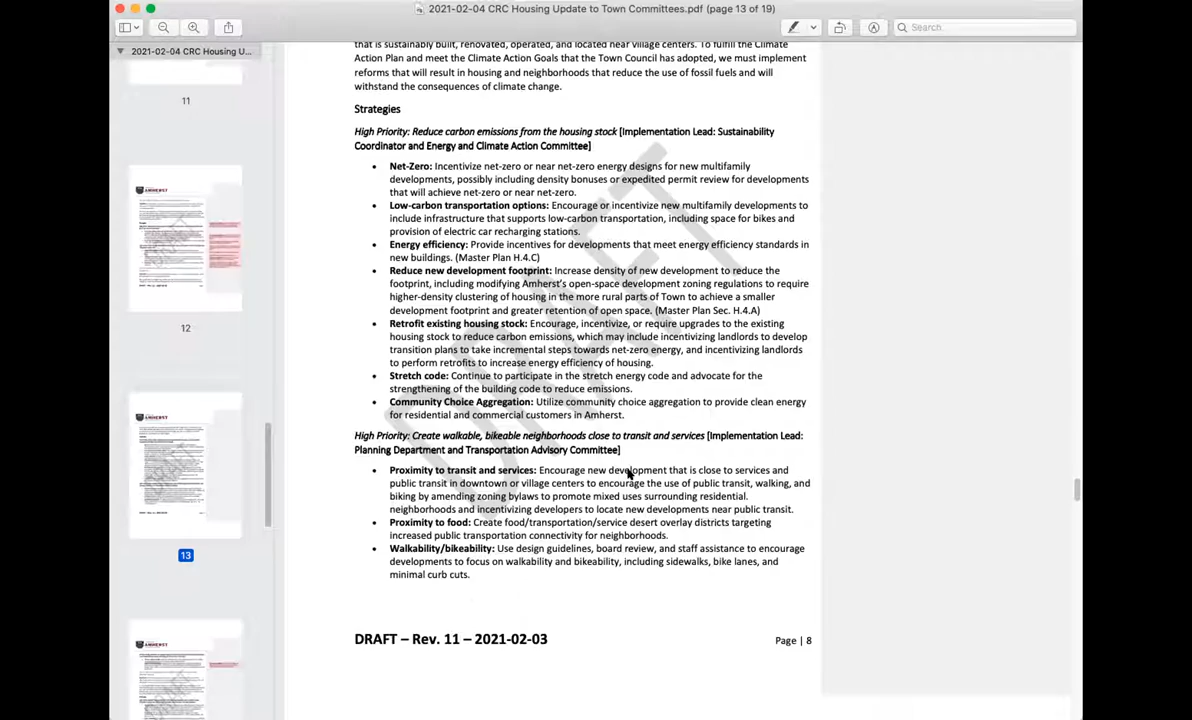 2021-02-04 CRC Housing Update to Town Committees.pdf (page 13 of 19)
Search
2021-02-04 CRC Housing U...
11
12
13
that is sustainably built, renovated, operated, and located near village centers. To fulfill the Climate
Action Plan and meet the Climate Action Goals that the Town Council has adopted, we must implement
reforms that will result in housing and neighborhoods that reduce the use of fossil fuels and will
withstand the consequences of climate change.
Strategies
High Priority: Reduce carbon emissions from the housing stock [Implementation Lead: Sustainability
Coordinator and Energy and Climate Action Committee]
• Net-Zero: Incentivize net-zero or near net-zero energy designs for new multifamily
developments, possibly including density bonuses or expedited permit review for developments
that will achieve net-zero or near net-zero.
• Low-carbon transportation options: Encourage or incentivize new multifamily developments to
include infrastructure that supports low-carbon transportation, including space for bikes and
provision of electric car recharging stations.
• Energy efficiency: Provide incentives for developments that meet energy efficiency standards in
new buildings. (Master Plan H.4.C)
• Reduce new development footprint: Increase density of new development to reduce the
footprint, including modifying Amherst's open-space development zoning regulations to require
higher-density clustering of housing in the more rural parts of Town to achieve a smaller
development footprint and greater retention of open space. (Master Plan Sec. H.4.A)
• Retrofit existing housing stock: Encourage, incentivize, or require upgrades to the existing
housing stock to reduce carbon emissions, which may include incentivizing landlords to develop
transition plans to take incremental steps towards net-zero energy, and incentivizing landlords
to perform retrofits to increase energy efficiency of housing.
• Stretch code: Continue to participate in the stretch energy code and advocate for the
strengthening of the building code to reduce emissions.
• Community Choice Aggregation: Utilize community choice aggregation to provide clean energy
for residential and commercial customers in Amherst.
High Priority: Create walkable, bikeable neighborhoods close to transit and services [Implementation Lead:
Planning Department and Transportation Advisory Committee]
• Proximity to transit and services: Encourage new development that is close to services and
public transit in downtown or village centers to encourage the use of public transit, walking, and
biking by amending zoning bylaws to promote mixed uses surrounding residential.
neighborhoods and incentivizing developers to locate new developments near public transit.
• Proximity to food: Create food/transportation/service desert overlay districts targeting
increased public transportation connectivity for neighborhoods.
• Walkability/bikeability: Use design guidelines, board review, and staff assistance to encourage
developments to focus on walkability and bikeability, including sidewalks, bike lanes, and
minimal curb cuts.
DRAFT
DRAFT – Rev. 11 – 2021-02-03
Page | 8